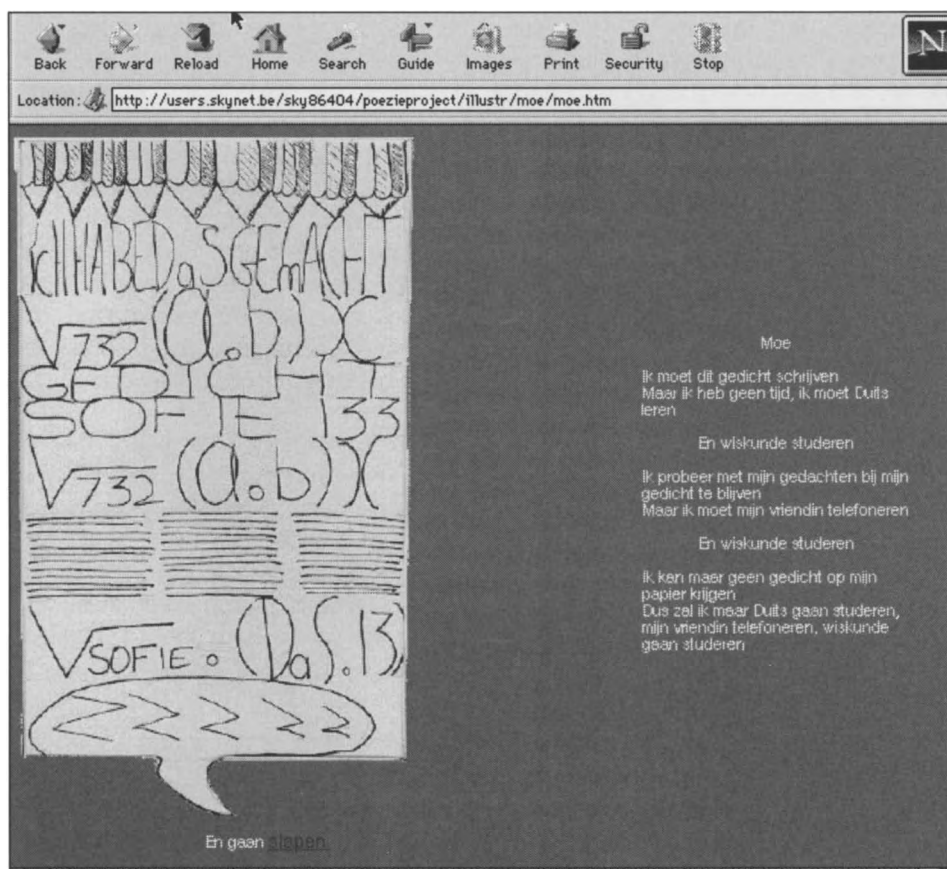 Back Forward Reload Home Search Guide Images Print Security Stop N
Location: http://users.skynet.be/sky86404/poezieproject/illustr/moe/moe.htm
ICH HABE DaS GEmACHT
√732 (a.b) X
GEDICHT
SOFIE 133
√732 (a.b) X
√SOFIE. (DaS.13)
ZZZZZ
Moe
Ik moet dit gedicht schrijven
Maar ik heb geen tijd, ik moet Duits
leren
En wiskunde studeren
Ik probeer met mijn gedachten bij mijn
gedicht te blijven
Maar ik moet mijn vriendin telefoneren
En wiskunde studeren
Ik kan maar geen gedicht op mijn
papier krijgen
Dus zal ik maar Duits gaan studeren,
mijn vriendin telefoneren, wiskunde
gaan studeren
En gaan slapen.